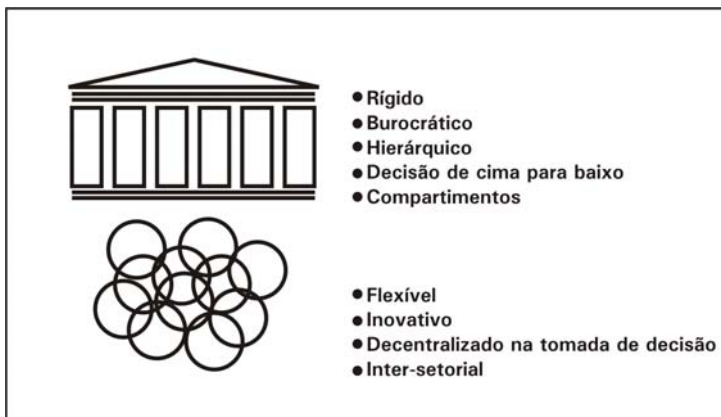 • Rígido
• Burocrático
• Hierárquico
• Decisão de cima para baixo
• Compartimentos
• Flexível
• Inovativo
• Decentralizado na tomada de decisão
• Inter-setorial